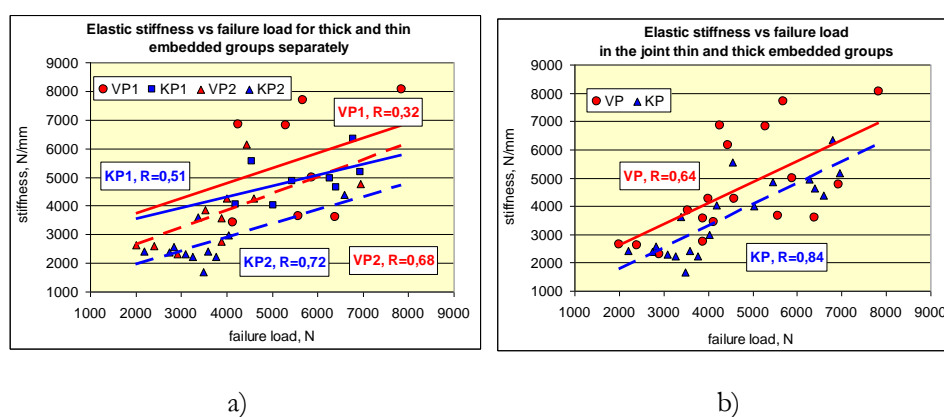 Elastic stiffness vs failure load for thick and thin
embedded groups separately
stiffness, N/mm
9000
8000
7000
6000
5000
4000
3000
2000
1000
VP1 KP1 VP2 KP2
VP1, R=0,32
KP1, R=0,51
KP2, R=0,72
VP2, R=0,68
1000 2000 3000 4000 5000 6000 7000 8000 9000
failure load, N
a)
Elastic stiffness vs failure load
in the joint thin and thick embedded groups
stiffness, N/mm
9000
8000
7000
6000
5000
4000
3000
2000
1000
VP KP
VP, R=0,64
KP, R=0,84
1000 2000 3000 4000 5000 6000 7000 8000 9000
failure load, N
b)